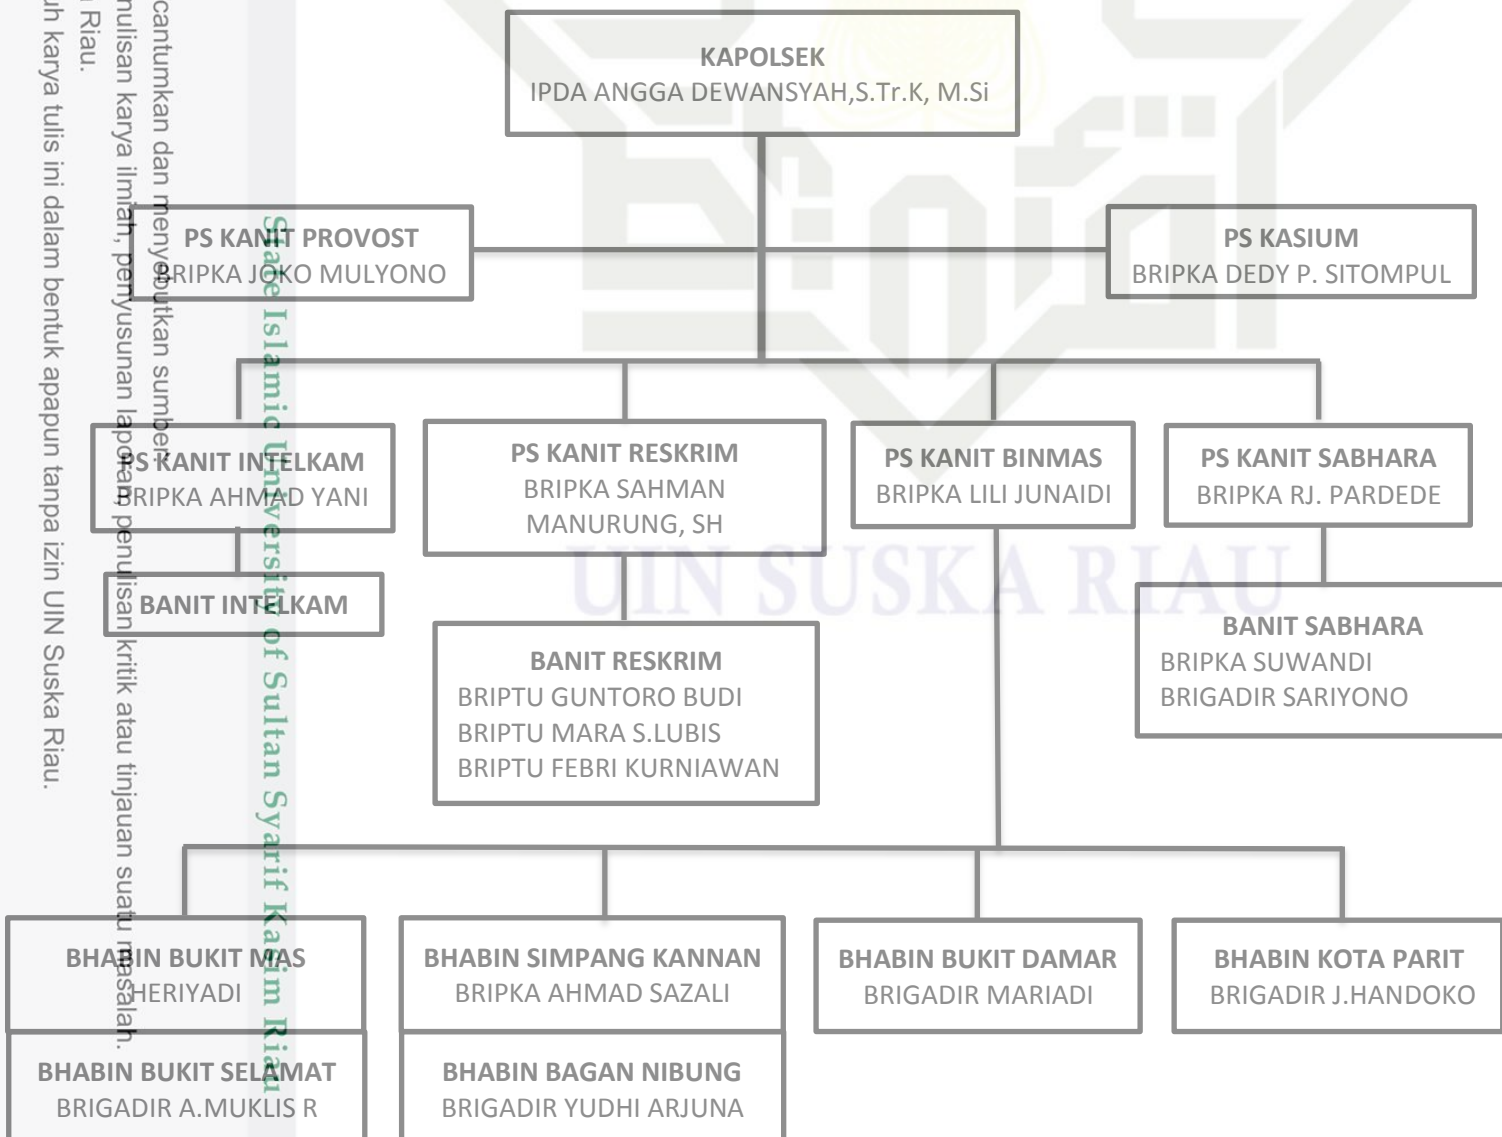 KAPOLSEK
IPDA ANGGA DEWANSYAH,S.Tr.K, M.Si
PS KANIT PROVOST
BRIPKA JOKO MULYONO
PS KASIUM
BRIPKA DEDY P. SITOMPUL
PS KANIT INTELKAM
BRIPKA AHMAD YANI
PS KANIT RESKRIM
BRIPKA SAHMAN
MANURUNG, SH
PS KANIT BINMAS
BRIPKA LILI JUNAIDI
PS KANIT SABHARA
BRIPKA RJ. PARDEDE
BANIT INTELKAM
BANIT RESKRIM
BRIPTU GUNTORO BUDI
BRIPTU MARA S.LUBIS
BRIPTU FEBRI KURNIAWAN
BANIT SABHARA
BRIPKA SUWANDI
BRIGADIR SARIYONO
BHABIN BUKIT MAS
HERIYADI
BHABIN SIMPANG KANNAN
BRIPKA AHMAD SAZALI
BHABIN BUKIT DAMAR
BRIGADIR MARIADI
BHABIN KOTA PARIT
BRIGADIR J.HANDOKO
BHABIN BUKIT SELAMAT
BRIGADIR A.MUKLIS R
BHABIN BAGAN NIBUNG
BRIGADIR YUDHI ARJUNA
UIN SUSKA RIAU
State Islamic University of Sultan Syarif Kasim Riau
cantumkan dan menyebutkan sumber:
nulisan karya ilmiah, penyusunan laporan, penulisan kritik atau tinjauan suatu masalah.
Riau.
uh karya tulis ini dalam bentuk apapun tanpa izin UIN Suska Riau.